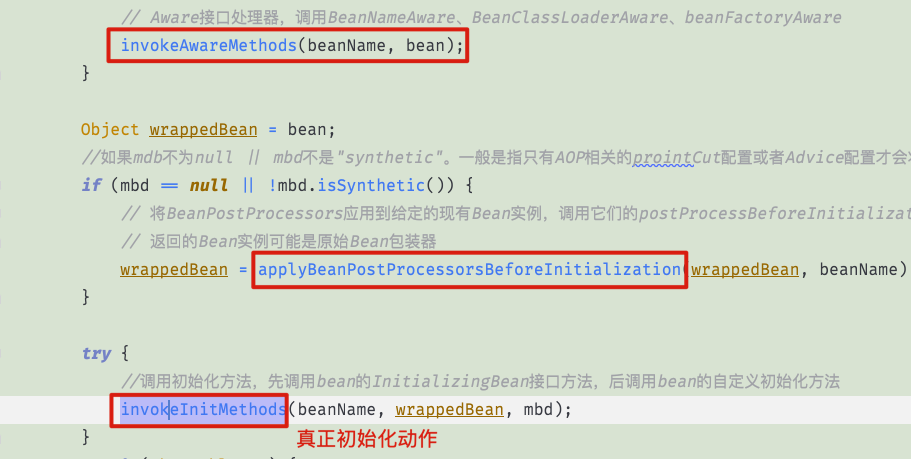 // Aware接口处理器，调用BeanNameAware、BeanClassLoaderAware、beanFactoryAware
invokeAwareMethods(beanName, bean);
}
Object wrappedBean = bean;
//如果mdb不为null || mbd不是"synthetic"。一般是指只有AOP相关的prointCut配置或者Advice配置才会
if (mbd == null || !mbd.isSynthetic()) {
// 将BeanPostProcessors应用到给定的现有Bean实例，调用它们的postProcessBeforeInitializat
// 返回的Bean实例可能是原始Bean包装器
wrappedBean = applyBeanPostProcessorsBeforeInitialization(wrappedBean, beanName)
}
try {
//调用初始化方法，先调用bean的InitializingBean接口方法，后调用bean的自定义初始化方法
invokeInitMethods(beanName, wrappedBean, mbd);
}
真正初始化动作